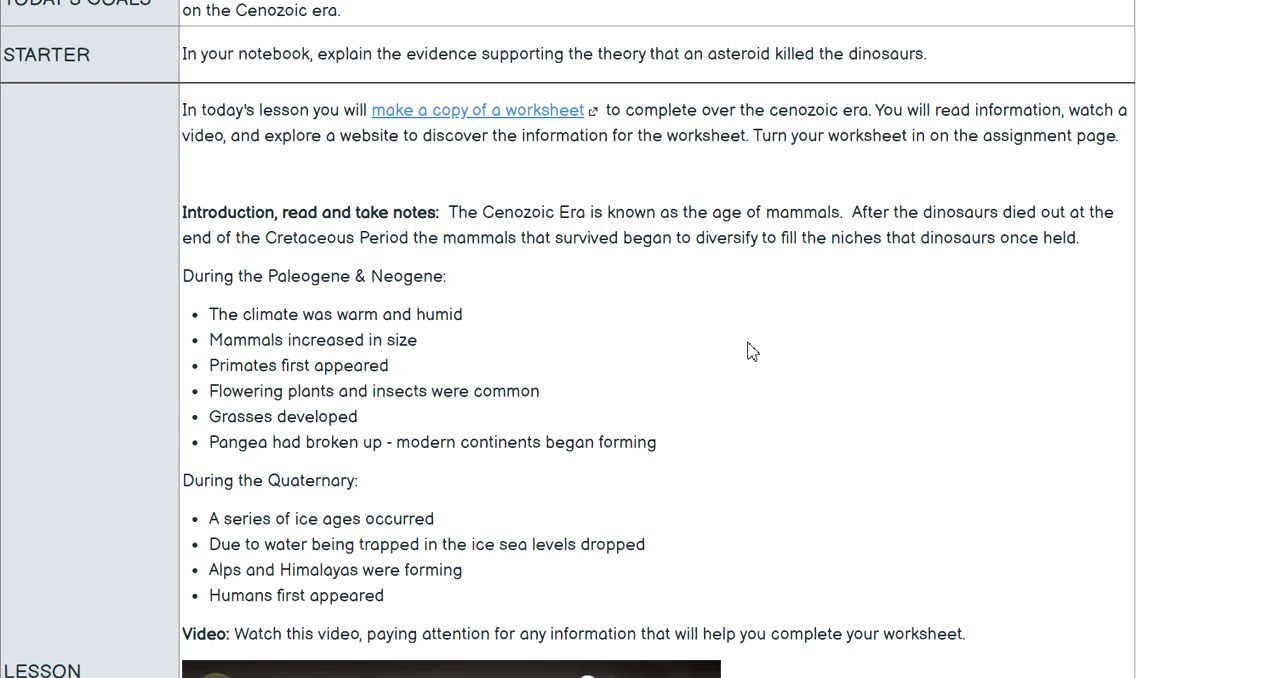 TODAY'S GOALS
on the Cenozoic era.
STARTER
In your notebook, explain the evidence supporting the theory that an asteroid killed the dinosaurs.
In today's lesson you will make a copy of a worksheet to complete over the cenozoic era. You will read information, watch a
video, and explore a website to discover the information for the worksheet. Turn your worksheet in on the assignment page.
Introduction, read and take notes: The Cenozoic Era is known as the age of mammals. After the dinosaurs died out at the
end of the Cretaceous Period the mammals that survived began to diversify to fill the niches that dinosaurs once held.
During the Paleogene & Neogene:
• The climate was warm and humid
• Mammals increased in size
• Primates first appeared
• Flowering plants and insects were common
• Grasses developed
• Pangea had broken up - modern continents began forming
During the Quaternary:
• A series of ice ages occurred
• Due to water being trapped in the ice sea levels dropped
• Alps and Himalayas were forming
• Humans first appeared
Video: Watch this video, paying attention for any information that will help you complete your worksheet.
LESSON